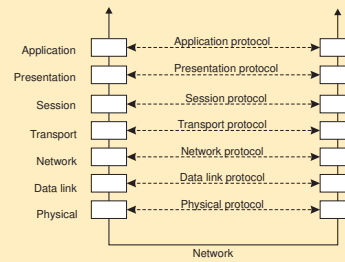 Application
Application protocol
Presentation
Presentation protocol
Session
Session protocol
Transport
Transport protocol
Network
Network protocol
Data link
Data link protocol
Physical
Physical protocol
Network